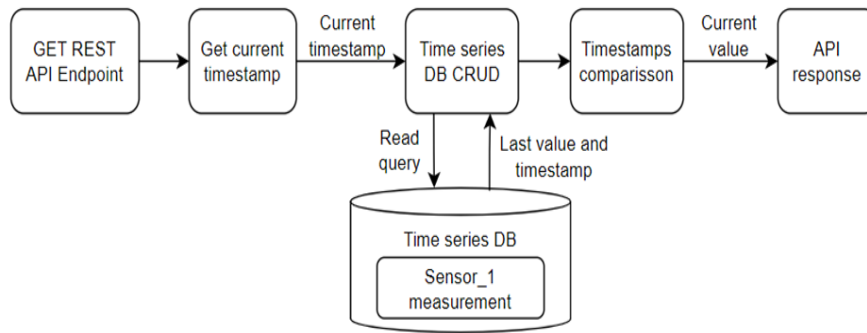 GET REST
API Endpoint
Get current
timestamp
Current
timestamp
Time series
DB CRUD
Timestamps
comparisson
Current
value
API
response
Read
query
Last value and
timestamp
Time series DB
Sensor_1
measurement